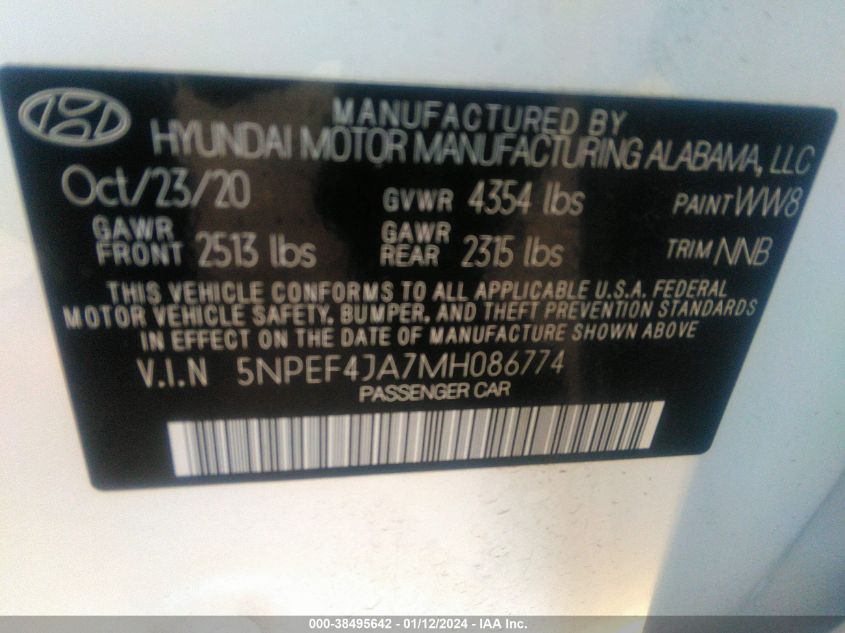 MANUFACTURED BY
HYUNDAI MOTOR MANUFACTURING ALABAMA, LLC
Oct/23/20 GVWR 4354 lbs PAINT WW8
GAWR FRONT 2513 lbs GAWR REAR 2315 lbs TRIM NNB
THIS VEHICLE CONFORMS TO ALL APPLICABLE U.S.A. FEDERAL
MOTOR VEHICLE SAFETY, BUMPER, AND THEFT PREVENTION STANDARDS
IN EFFECT ON THE DATE OF MANUFACTURE SHOWN ABOVE
V.I.N 5NPEF4JA7MH086774
PASSENGER CAR
000-38495642 - 01/12/2024 - IAA Inc.